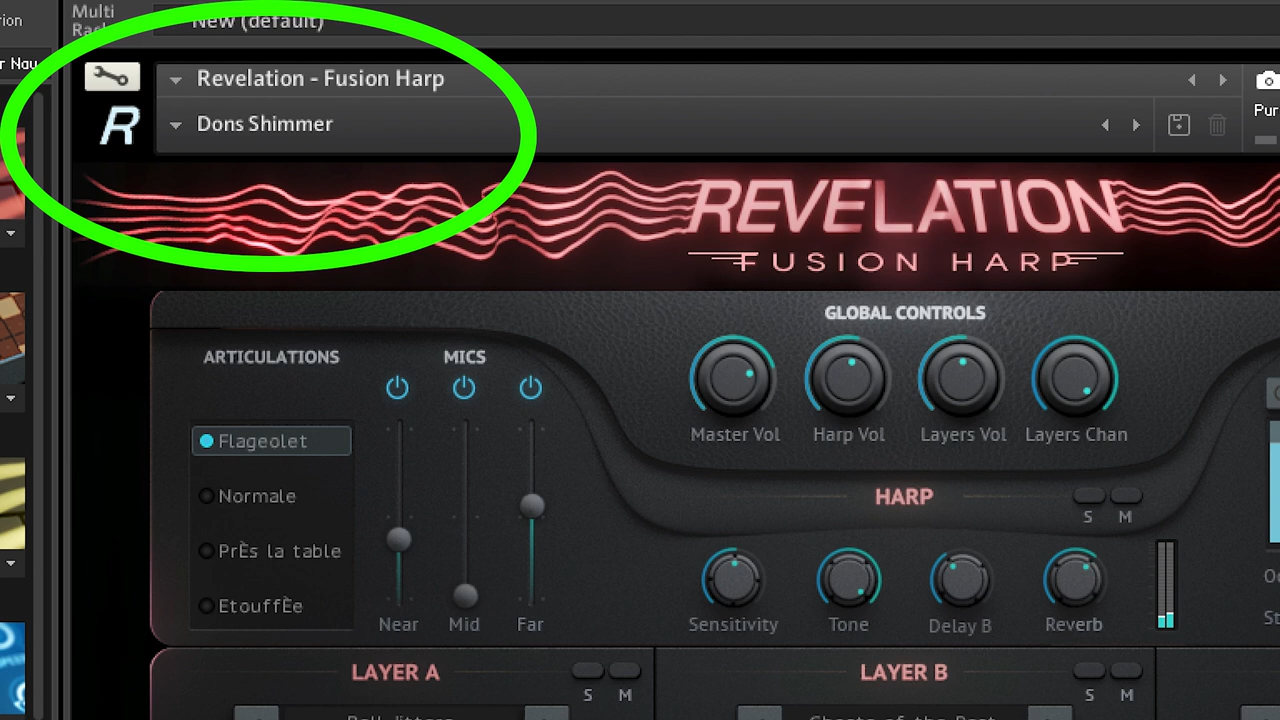 ion
Multi
New (default)
r Nau
Revelation - Fusion Harp
R
Dons Shimmer
Pur
REVELATION
FUSION HARP
GLOBAL CONTROLS
ARTICULATIONS
MICS
Master Vol
Harp Vol
Layers Vol
Layers Chan
Flageolet
Normale
PrÈs la table
EtouffÈe
Near
Mid
Far
HARP
S
M
Sensitivity
Tone
Delay B
Reverb
LAYER A
S
M
LAYER B
S
M